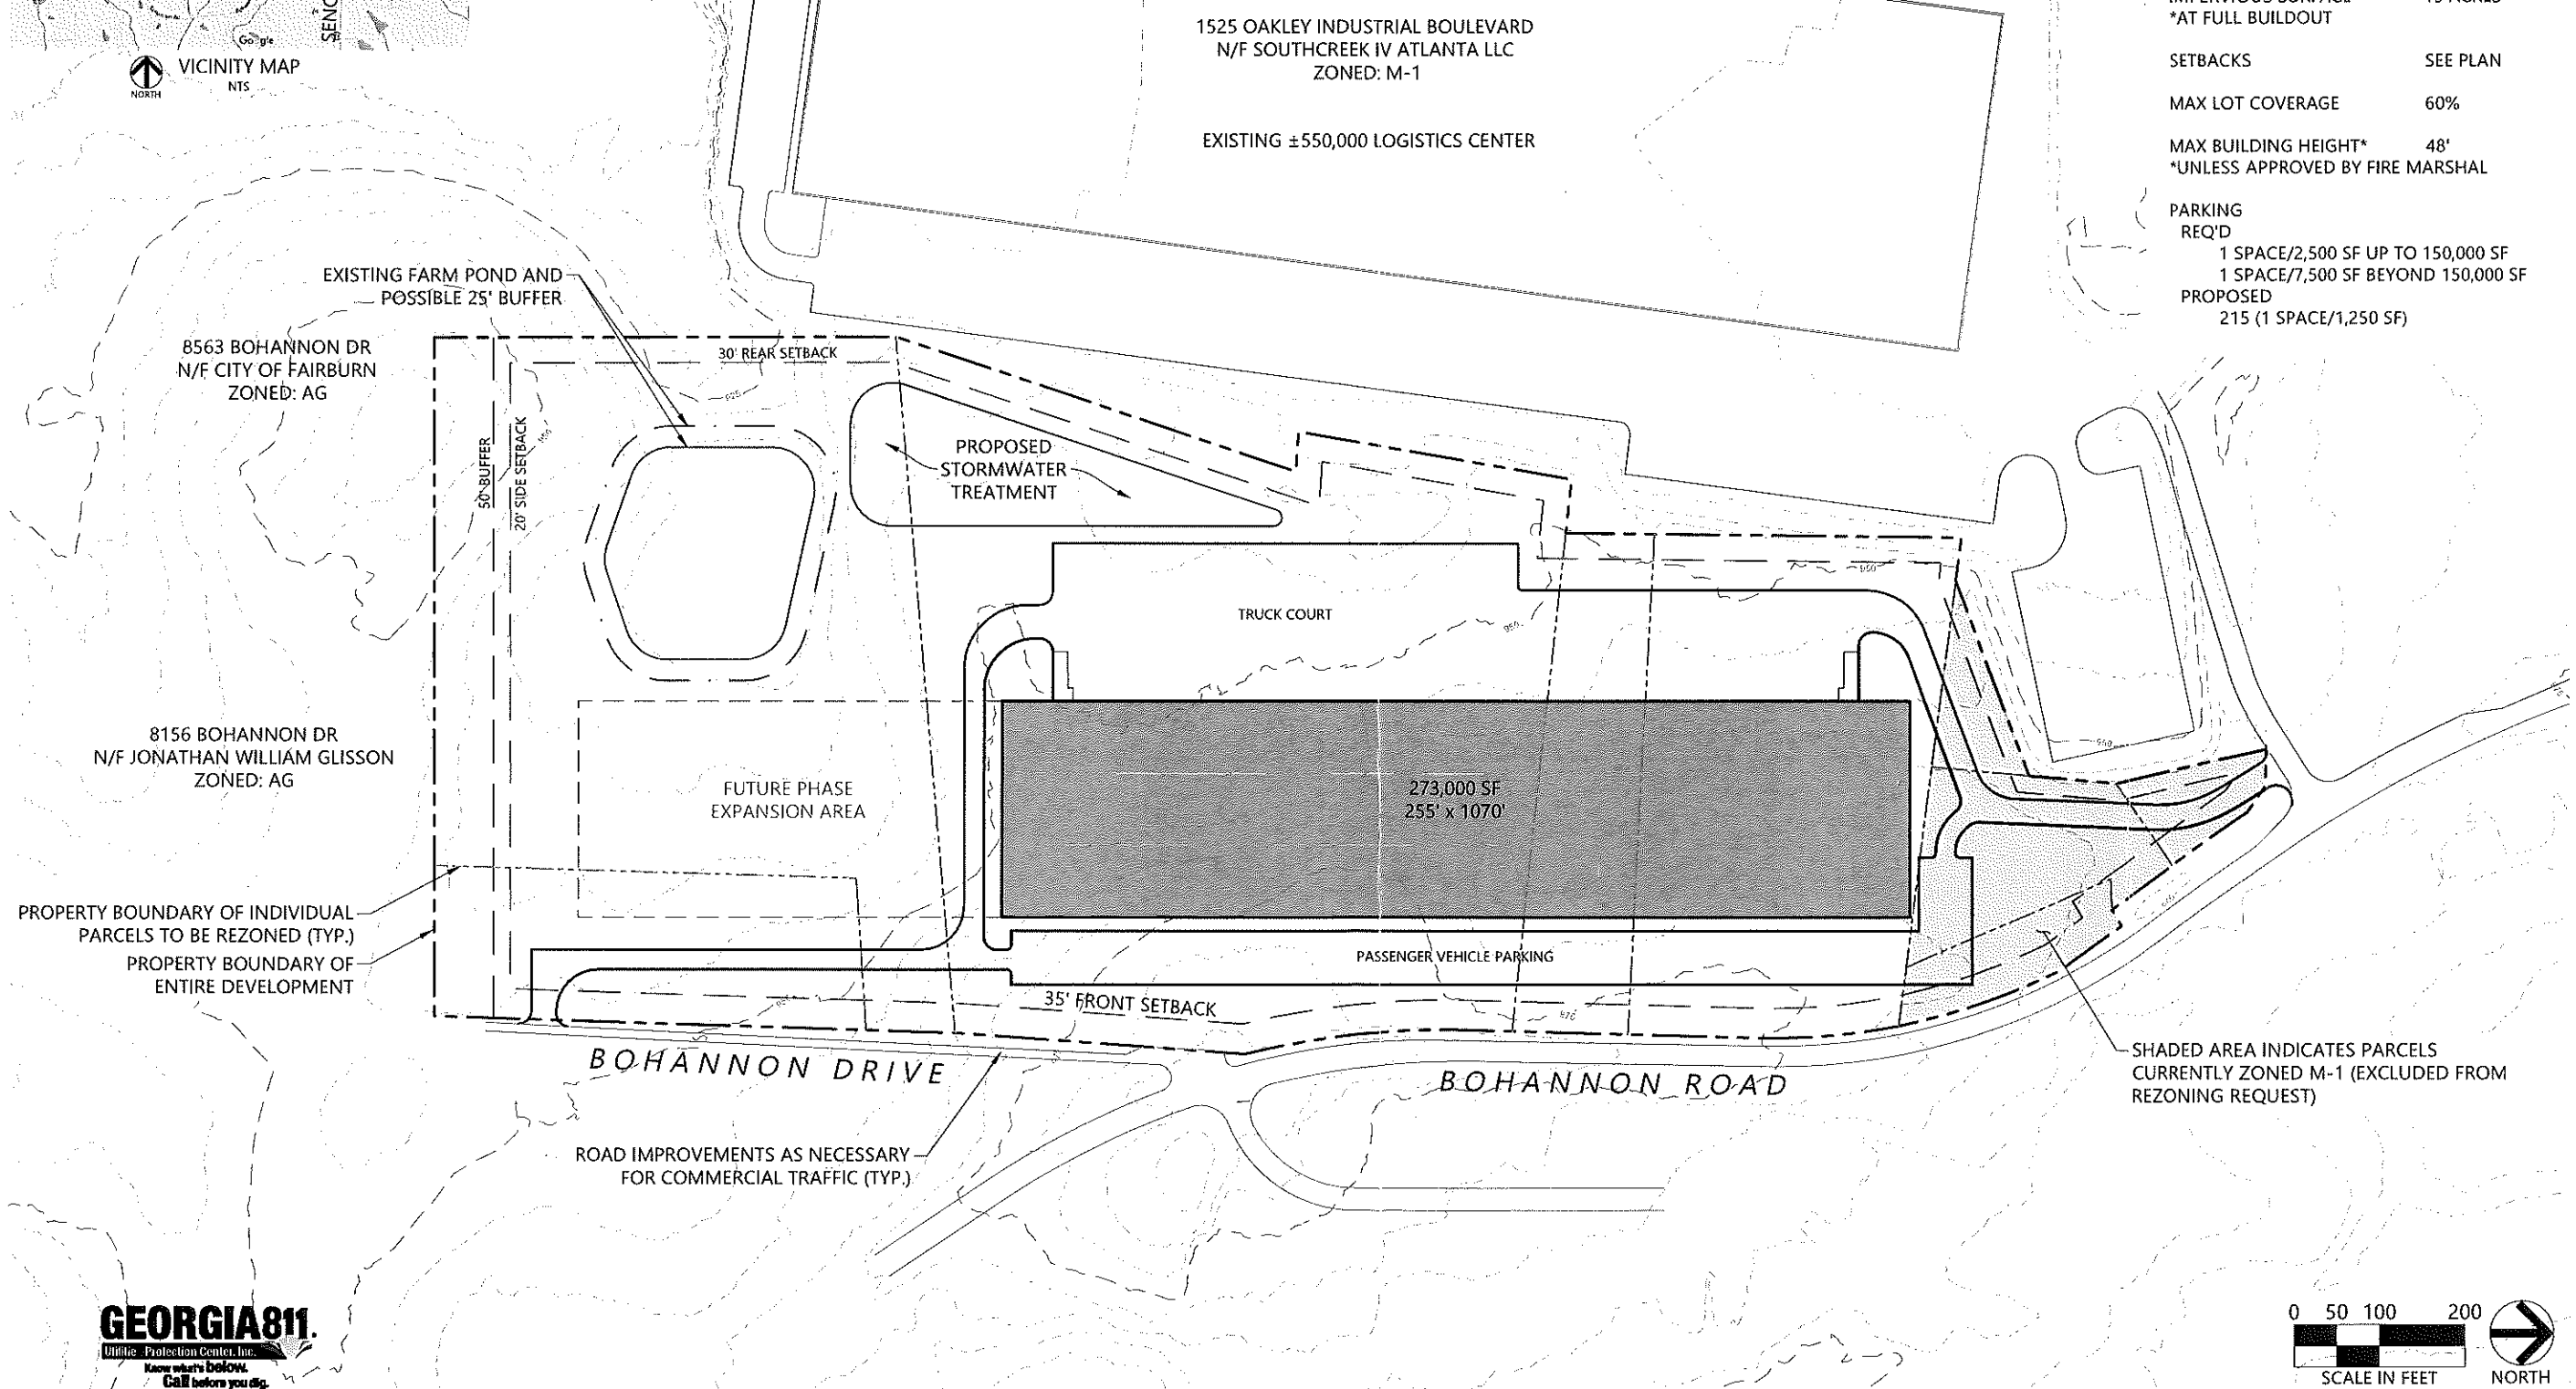 SENO
Google
VICINITY MAP
NTS
NORTH
1525 OAKLEY INDUSTRIAL BOULEVARD
N/F SOUTHCREEK IV ATLANTA LLC
ZONED: M-1
EXISTING ±550,000 LOGISTICS CENTER
*AT FULL BUILDOUT
SETBACKS SEE PLAN
MAX LOT COVERAGE 60%
MAX BUILDING HEIGHT* 48'
*UNLESS APPROVED BY FIRE MARSHAL
PARKING
REQ'D
1 SPACE/2,500 SF UP TO 150,000 SF
1 SPACE/7,500 SF BEYOND 150,000 SF
PROPOSED
215 (1 SPACE/1,250 SF)
EXISTING FARM POND AND
POSSIBLE 25' BUFFER
8563 BOHANNON DR
N/F CITY OF FAIRBURN
ZONED: AG
30' REAR SETBACK
50' BUFFER
20' SIDE SETBACK
PROPOSED
STORMWATER
TREATMENT
TRUCK COURT
950
950
8156 BOHANNON DR
N/F JONATHAN WILLIAM GLISSON
ZONED: AG
FUTURE PHASE
EXPANSION AREA
273,000 SF
255' x 1070'
PROPERTY BOUNDARY OF INDIVIDUAL
PARCELS TO BE REZONED (TYP.)
PROPERTY BOUNDARY OF
ENTIRE DEVELOPMENT
PASSENGER VEHICLE PARKING
35' FRONT SETBACK
BOHANNON DRIVE
BOHANNON ROAD
SHADED AREA INDICATES PARCELS
CURRENTLY ZONED M-1 (EXCLUDED FROM
REZONING REQUEST)
ROAD IMPROVEMENTS AS NECESSARY
FOR COMMERCIAL TRAFFIC (TYP.)
GEORGIA811.
Utilities Protection Center, Inc.
Know what's below.
Call before you dig.
0 50 100 200
SCALE IN FEET
NORTH